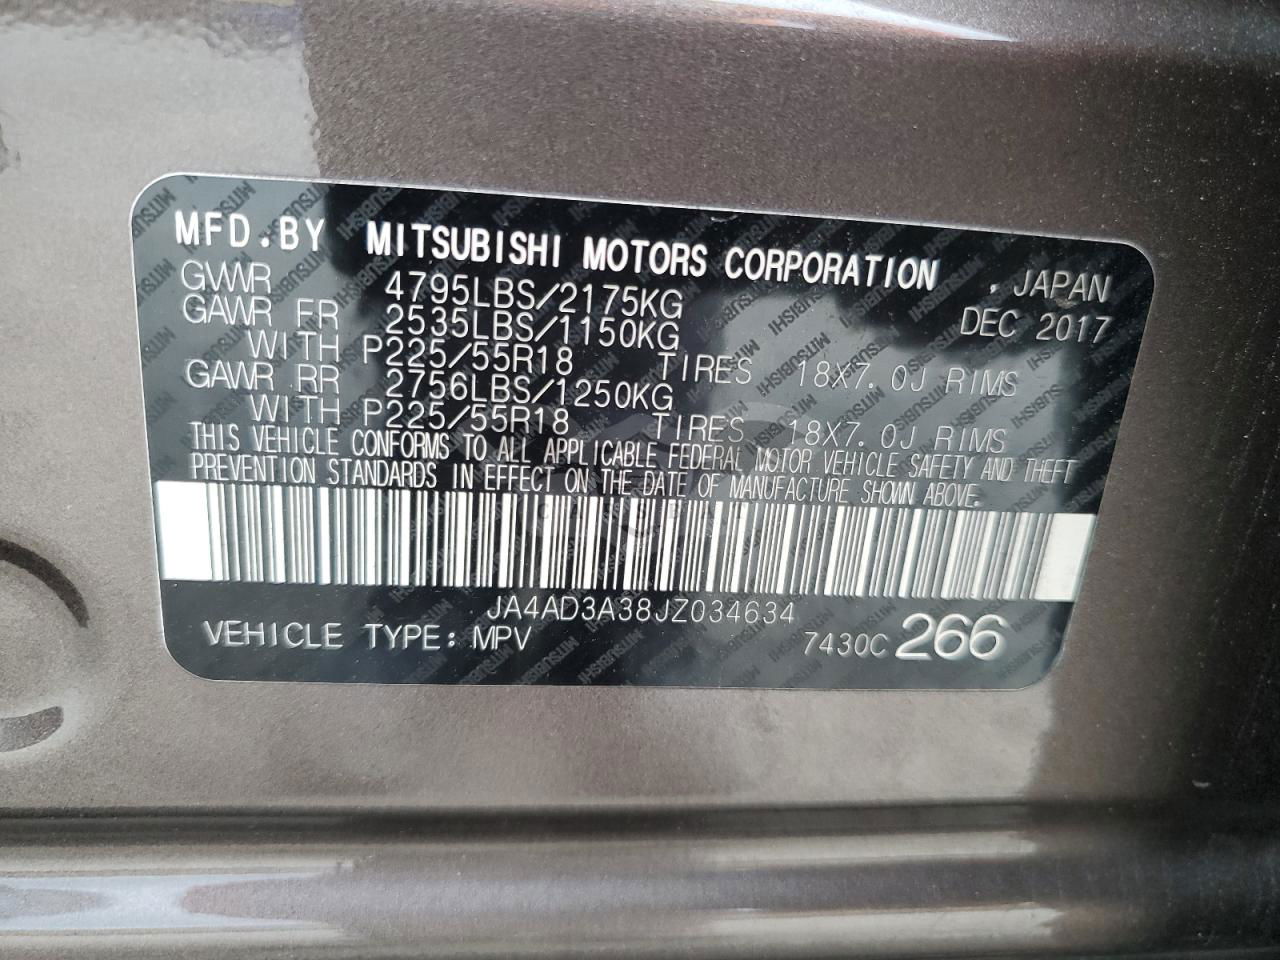 MFD.BY MITSUBISHI MOTORS CORPORATION . JAPAN
GVWR 4795LBS/2175KG DEC 2017
GAWR FR 2535LBS/1150KG
WITH P225/55R18 TIRES 18X7.0J RIMS
GAWR RR 2756LBS/1250KG
WITH P225/55R18 TIRES 18X7.0J RIMS
THIS VEHICLE CONFORMS TO ALL APPLICABLE FEDERAL MOTOR VEHICLE SAFETY AND THEFT
PREVENTION STANDARDS IN EFFECT ON THE DATE OF MANUFACTURE SHOWN ABOVE.
JA4AD3A38JZ034634
VEHICLE TYPE: MPV 7430C 266